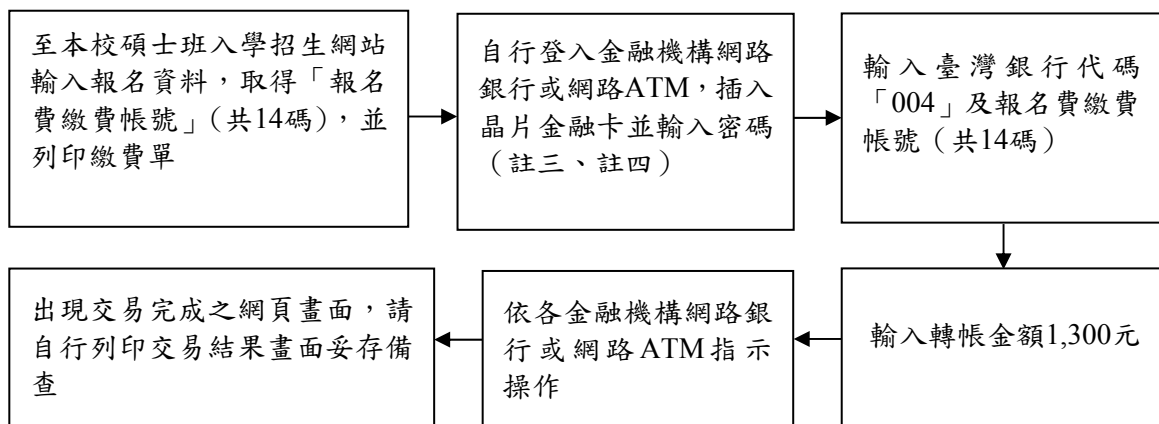 至本校碩士班入學招生網站
輸入報名資料，取得「報名
費繳費帳號」（共14碼），並
列印繳費單
自行登入金融機構網路
銀行或網路ATM，插入
晶片金融卡並輸入密碼
（註三、註四）
輸入臺灣銀行代碼
「004」及報名費繳費
帳號（共14碼）
輸入轉帳金額1,300元
依各金融機構網路銀
行或網路ATM指示
操作
出現交易完成之網頁畫面，請
自行列印交易結果畫面妥存備
查